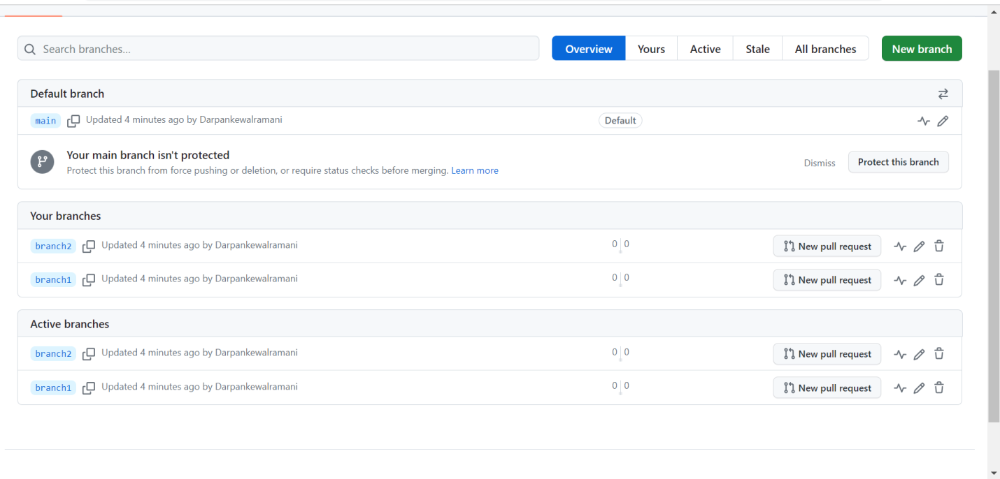 Search branches...
Overview Yours Active Stale All branches New branch
Default branch
main Updated 4 minutes ago by Darpankewalramani Default
Your main branch isn't protected
Protect this branch from force pushing or deletion, or require status checks before merging. Learn more
Dismiss Protect this branch
Your branches
branch2 Updated 4 minutes ago by Darpankewalramani 0 0 New pull request
branch1 Updated 4 minutes ago by Darpankewalramani 0 0 New pull request
Active branches
branch2 Updated 4 minutes ago by Darpankewalramani 0 0 New pull request
branch1 Updated 4 minutes ago by Darpankewalramani 0 0 New pull request